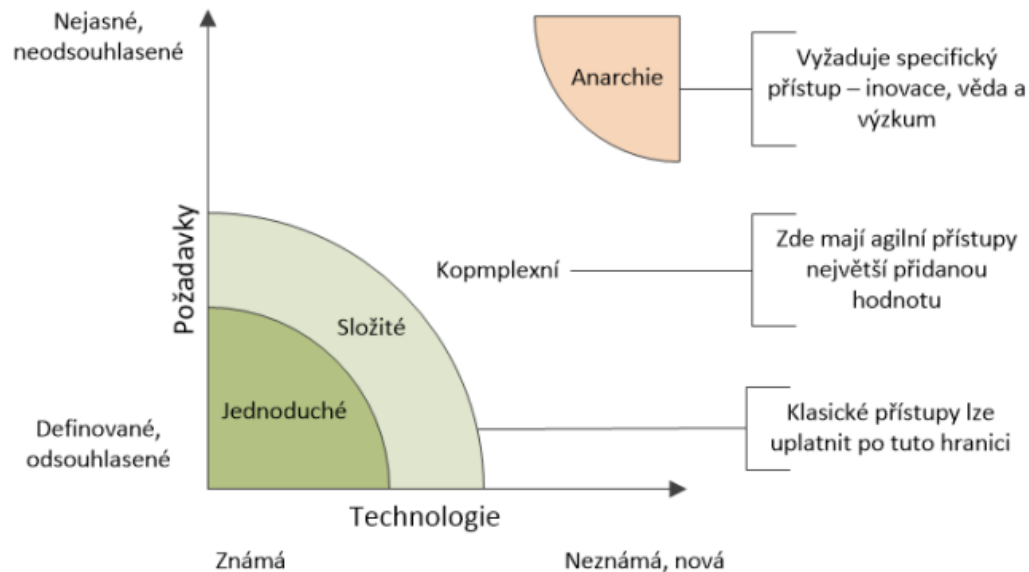 Nejasné,
neodsouhlasené
Anarchie
Vyžaduje specifický
přístup – inovace, věda a
výzkum
Požadavky
Kopmplexní
Zde mají agilní přístupy
největší přidanou
hodnotu
Složité
Jednoduché
Definované,
odsouhlasené
Klasické přístupy lze
uplatnit po tuto hranici
Technologie
Známá
Neznámá, nová